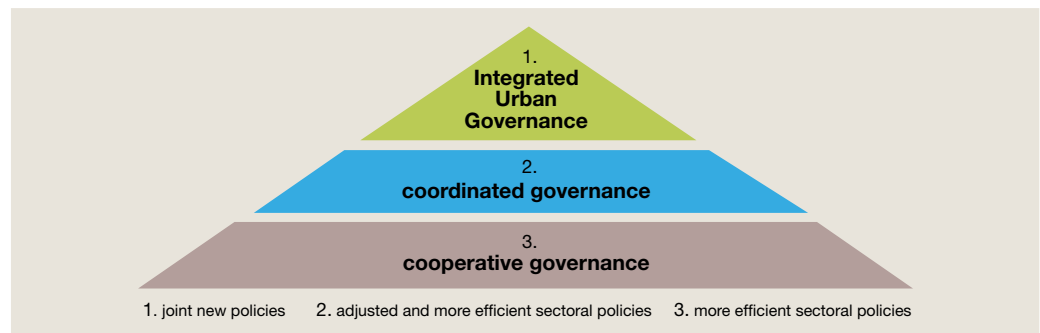 1.
Integrated
Urban
Governance
2.
coordinated governance
3.
cooperative governance
1. joint new policies 2. adjusted and more efficient sectoral policies 3. more efficient sectoral policies